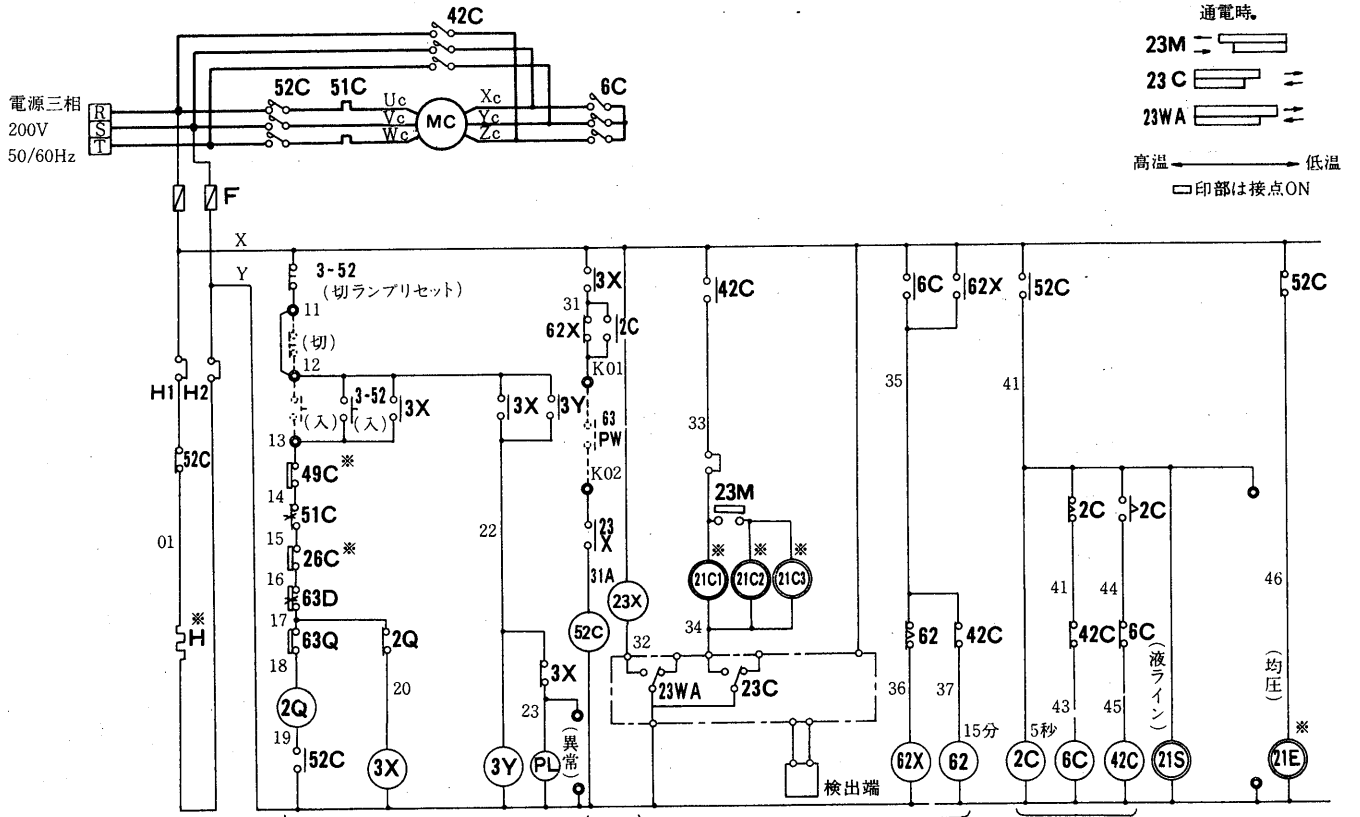 42C
通電時。
23M
23C
23WA
高温 低温
▭印部は接点ON
電源三相
200V
50/60Hz
R
S
T
52C
51C
Uc
Vc
Wc
MC
Xc
Yc
Zc
6C
F
X
Y
3-52
(切ランプリセット)
11
(切)
12
(入)
3-52
(入)
3X
13
49C※
14
51C
15
26C※
16
63D
17
63Q
2Q
18
20
2Q
19
52C
3X
H1
H2
52C
01
※
H
3X
3Y
22
3X
23
3Y
PL
(異常)
3X
31
62X
2C
K01
63
PW
K02
23
X
31A
52C
23X
32
42C
33
23M
※
※
※
21C1
21C2
21C3
34
23WA
23C
検出端
6C
62X
35
62
42C
36
37
15分
62X
62
52C
41
2C
2C
41
44
42C
6C
43
45
5秒
2C
6C
42C
(液ライン)
21S
52C
46
(均圧)
※
21E